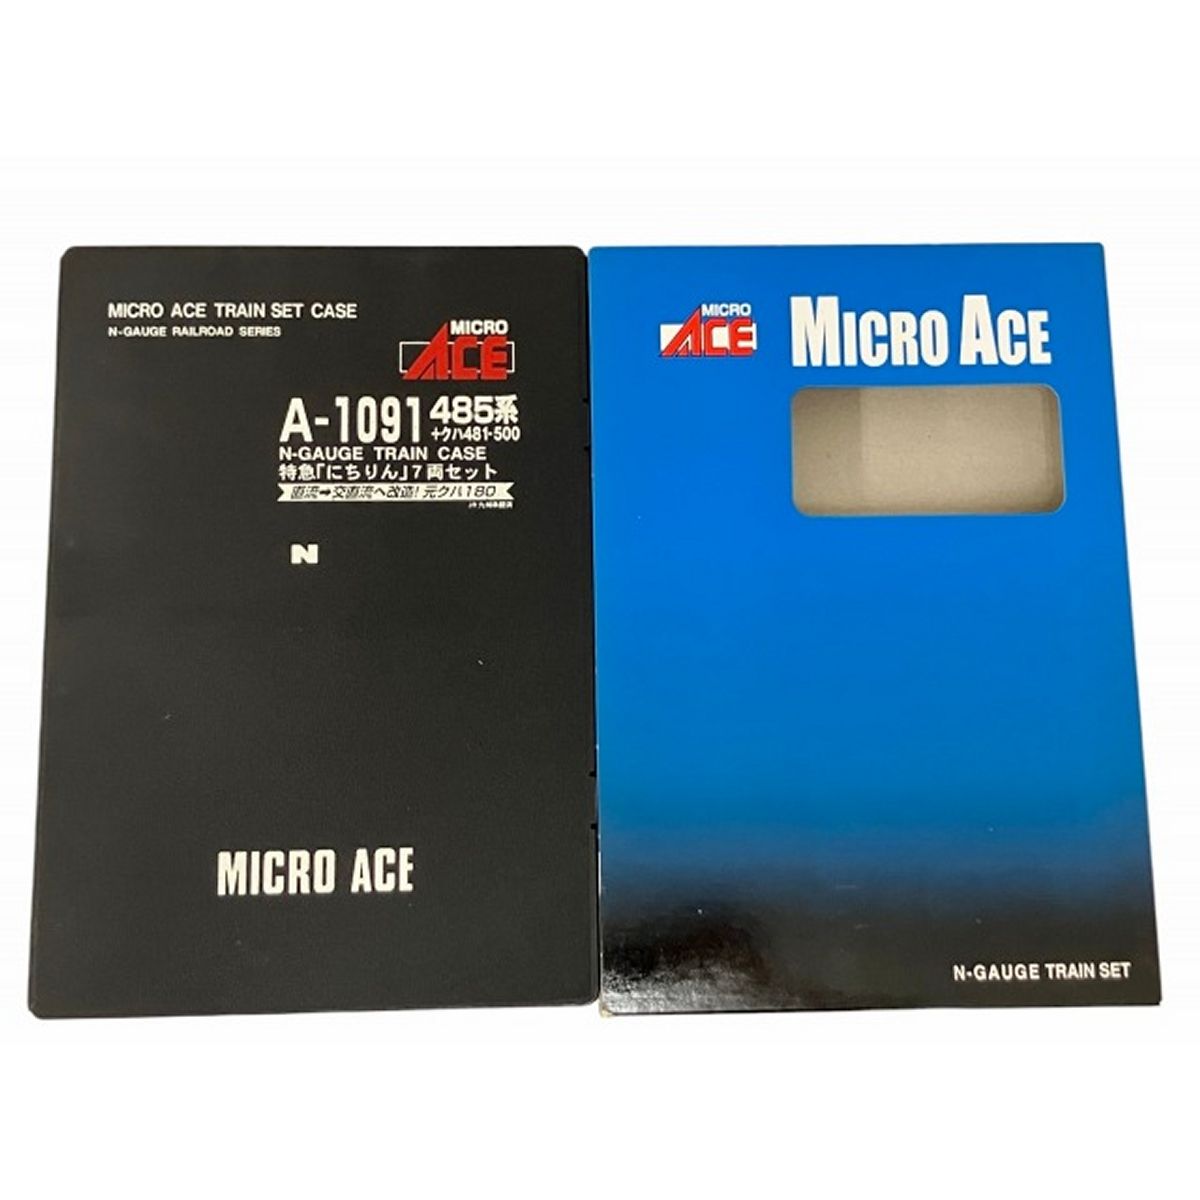 MICRO ACE TRAIN SET CASE
N-GAUGE RAILROAD SERIES
MICRO
ACE
A-1091 485系
+クハ481-500
N-GAUGE TRAIN CASE
特急「にちりん」7両セット
直流➡交直流へ改造! 元クハ180
N
MICRO ACE
MICRO
ACE
MICRO ACE
N-GAUGE TRAIN SET